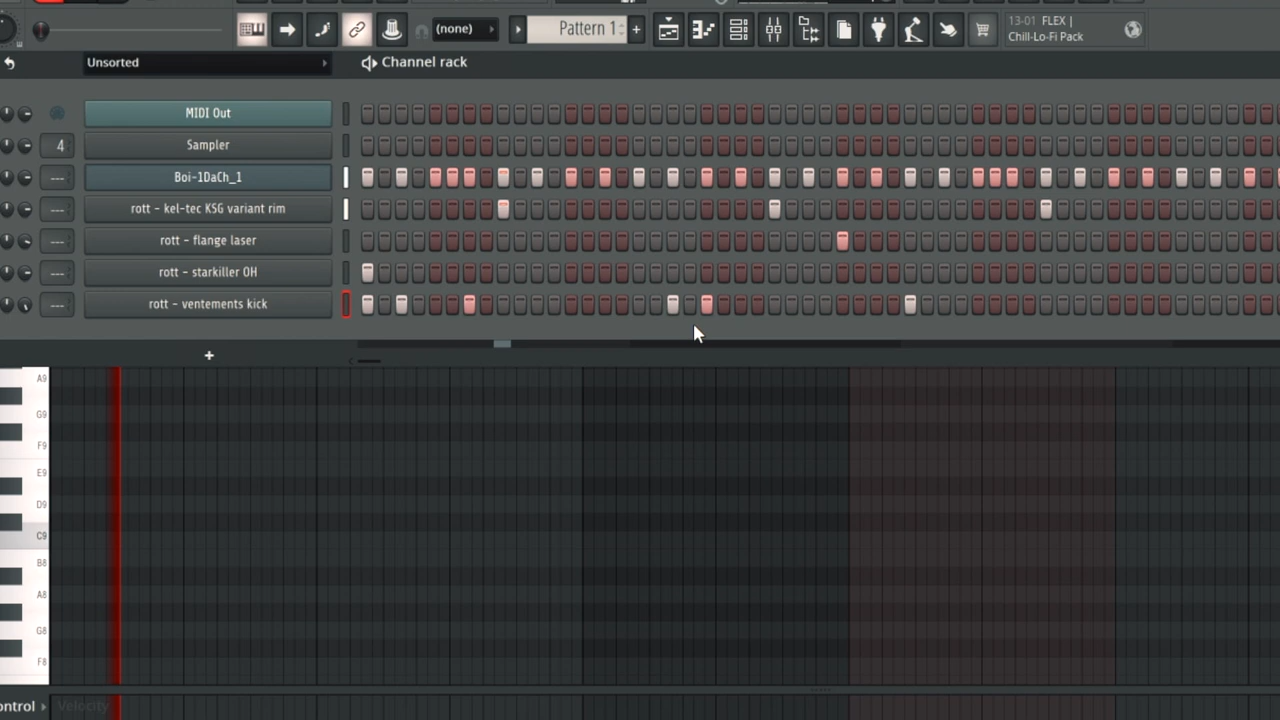 (none)
Pattern 1
13-01 FLEX |
Chill-Lo-Fi Pack
Unsorted
Channel rack
MIDI Out
4 Sampler
--- Boi-1DaCh_1
--- rott - kel-tec KSG variant rim
--- rott - flange laser
--- rott - starkiller OH
--- rott - ventements kick
+
A9
G9
F9
E9
D9
C9
B8
A8
G8
F8
ontrol Velocity